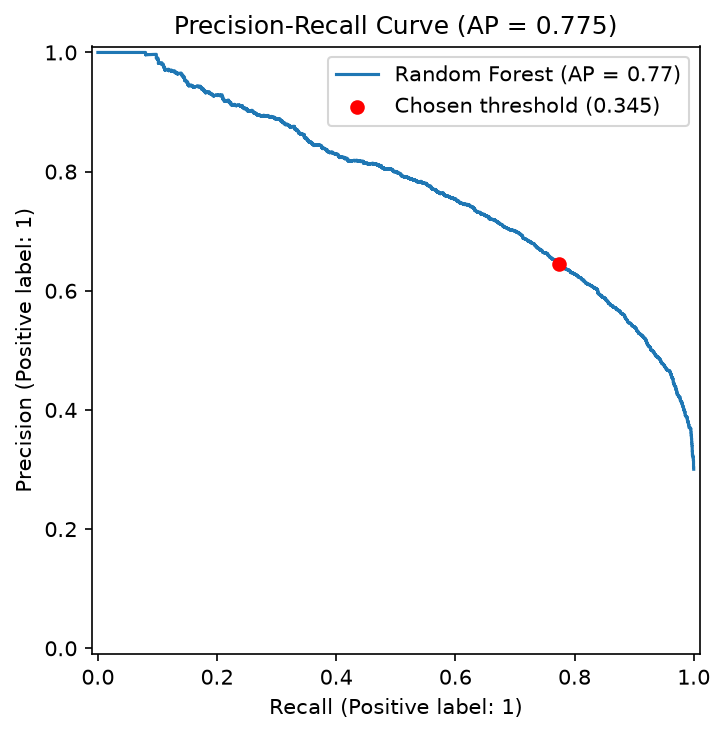 Precision-Recall Curve (AP = 0.775)
Random Forest (AP = 0.77)
Chosen threshold (0.345)
1.0
0.8
0.6
0.4
0.2
0.0
Precision (Positive label: 1)
0.0 0.2 0.4 0.6 0.8 1.0
Recall (Positive label: 1)